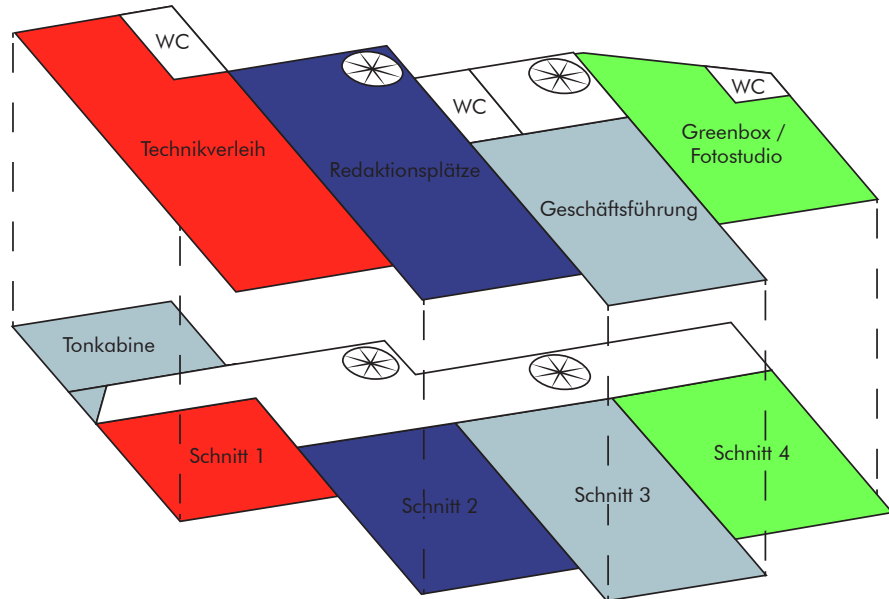 WC
Technikverleih
Redaktionsplätze
WC
Geschäftsführung
WC
Greenbox /
Fotostudio
Tonkabine
Schnitt 1
Schnitt 2
Schnitt 3
Schnitt 4